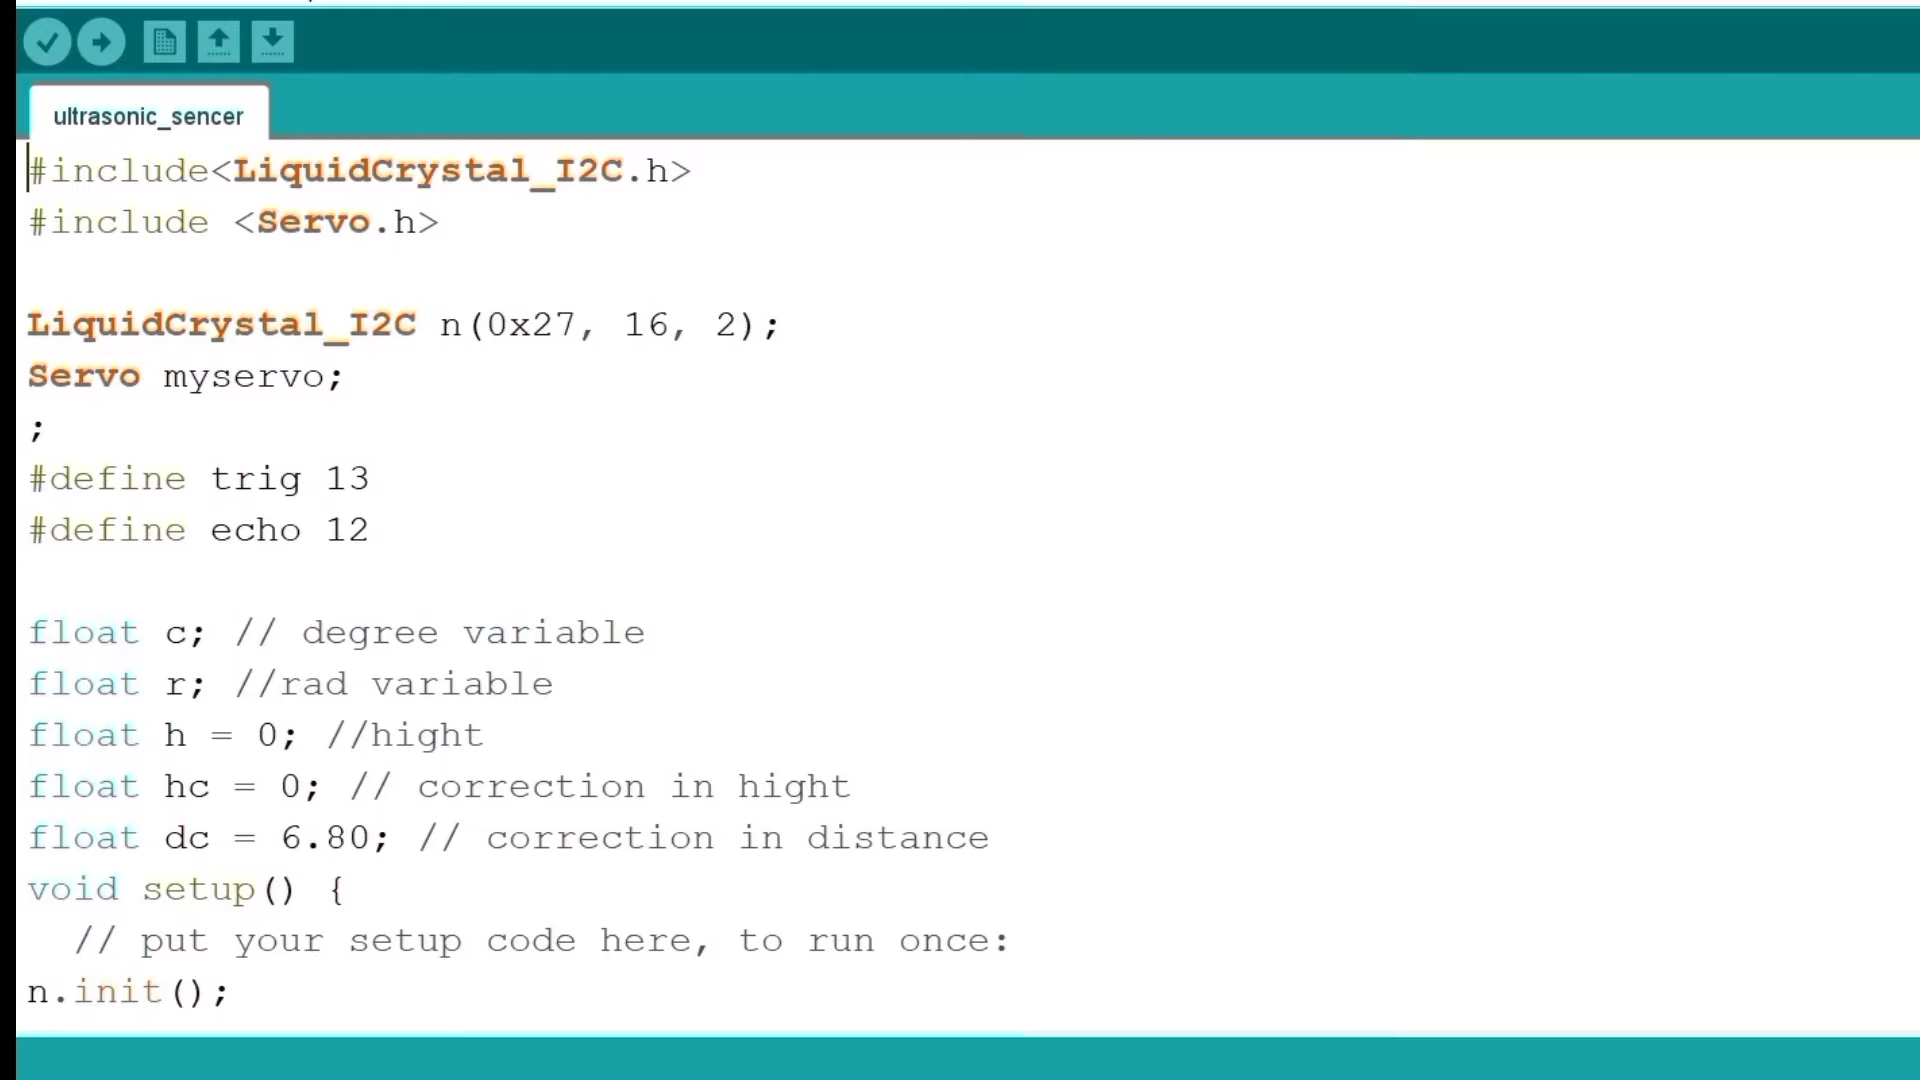 ultrasonic_sencer
#include<LiquidCrystal_I2C.h>
#include <Servo.h>
LiquidCrystal_I2C n(0x27, 16, 2);
Servo myservo;
;
#define trig 13
#define echo 12
float c; // degree variable
float r; //rad variable
float h = 0; //hight
float hc = 0; // correction in hight
float dc = 6.80; // correction in distance
void setup() {
  // put your setup code here, to run once:
n.init();